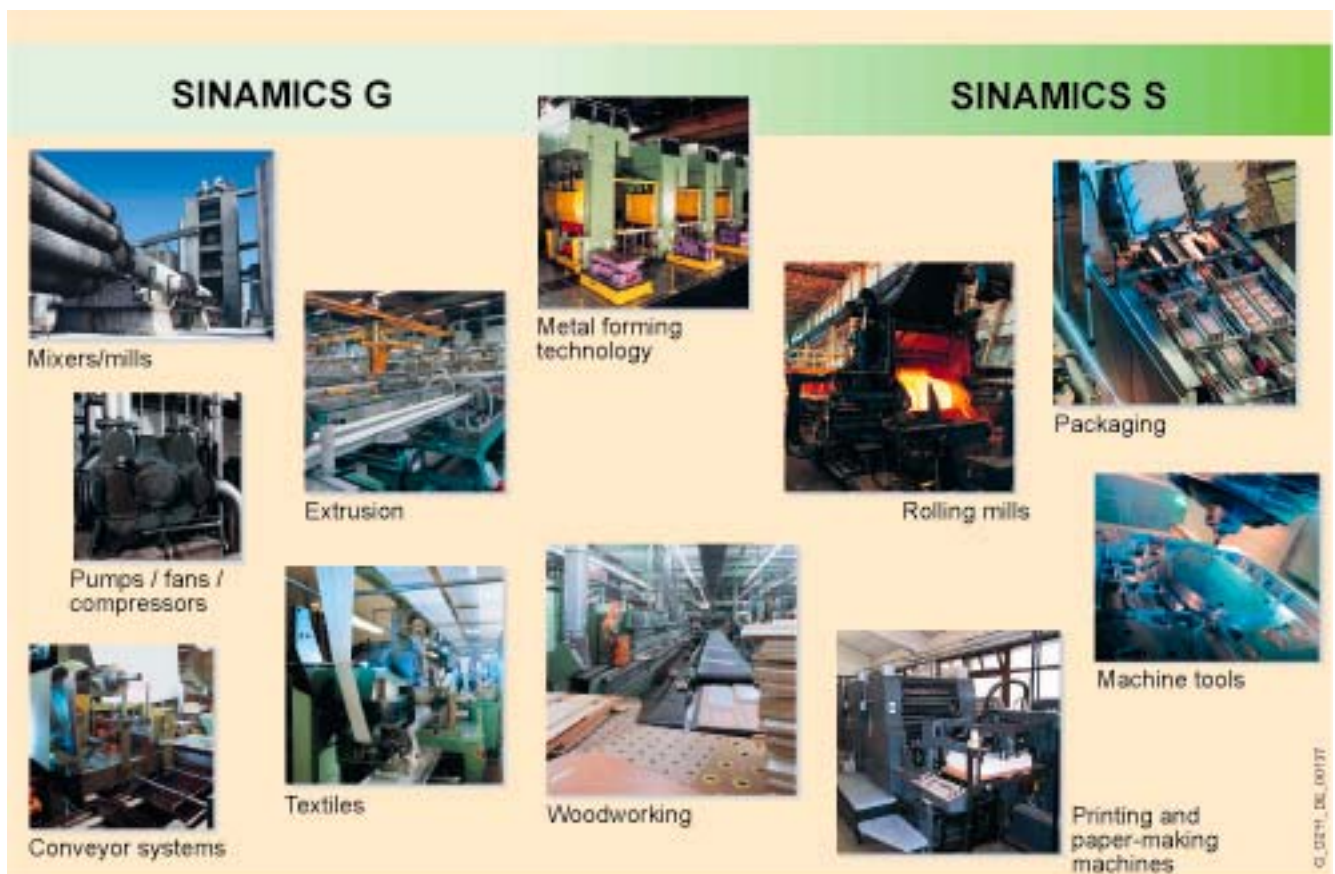 SINAMICS G
SINAMICS S
Mixers/mills
Pumps / fans /
compressors
Conveyor systems
Extrusion
Textiles
Metal forming
technology
Woodworking
Rolling mills
Printing and
paper-making
machines
Packaging
Machine tools
G_D211_DE_00137